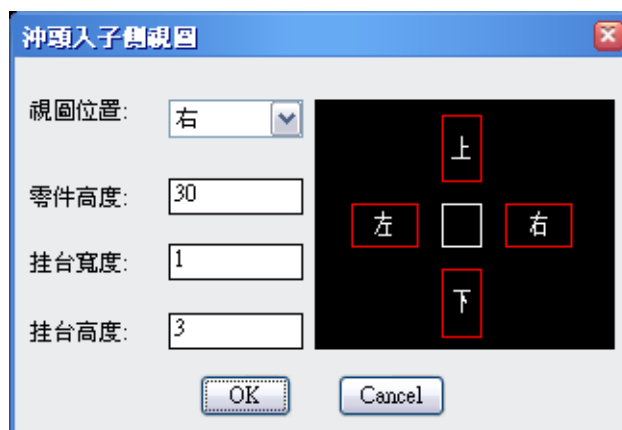 沖頭入子側視圖
視圖位置: 右
零件高度: 30
挂台寬度: 1
挂台高度: 3
上
左 右
下
OK Cancel